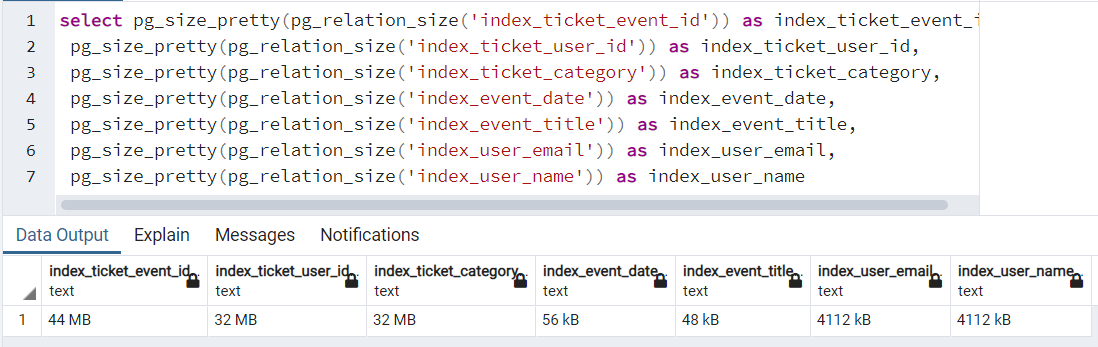 1 select pg_size_pretty(pg_relation_size('index_ticket_event_id')) as index_ticket_event_i
2 pg_size_pretty(pg_relation_size('index_ticket_user_id')) as index_ticket_user_id,
3 pg_size_pretty(pg_relation_size('index_ticket_category')) as index_ticket_category,
4 pg_size_pretty(pg_relation_size('index_event_date')) as index_event_date,
5 pg_size_pretty(pg_relation_size('index_event_title')) as index_event_title,
6 pg_size_pretty(pg_relation_size('index_user_email')) as index_user_email,
7 pg_size_pretty(pg_relation_size('index_user_name')) as index_user_name
Data Output Explain Messages Notifications
index_ticket_event_id index_ticket_user_id index_ticket_category index_event_date index_event_title index_user_email index_user_name
text text text text text text text
1 44 MB 32 MB 32 MB 56 kB 48 kB 4112 kB 4112 kB